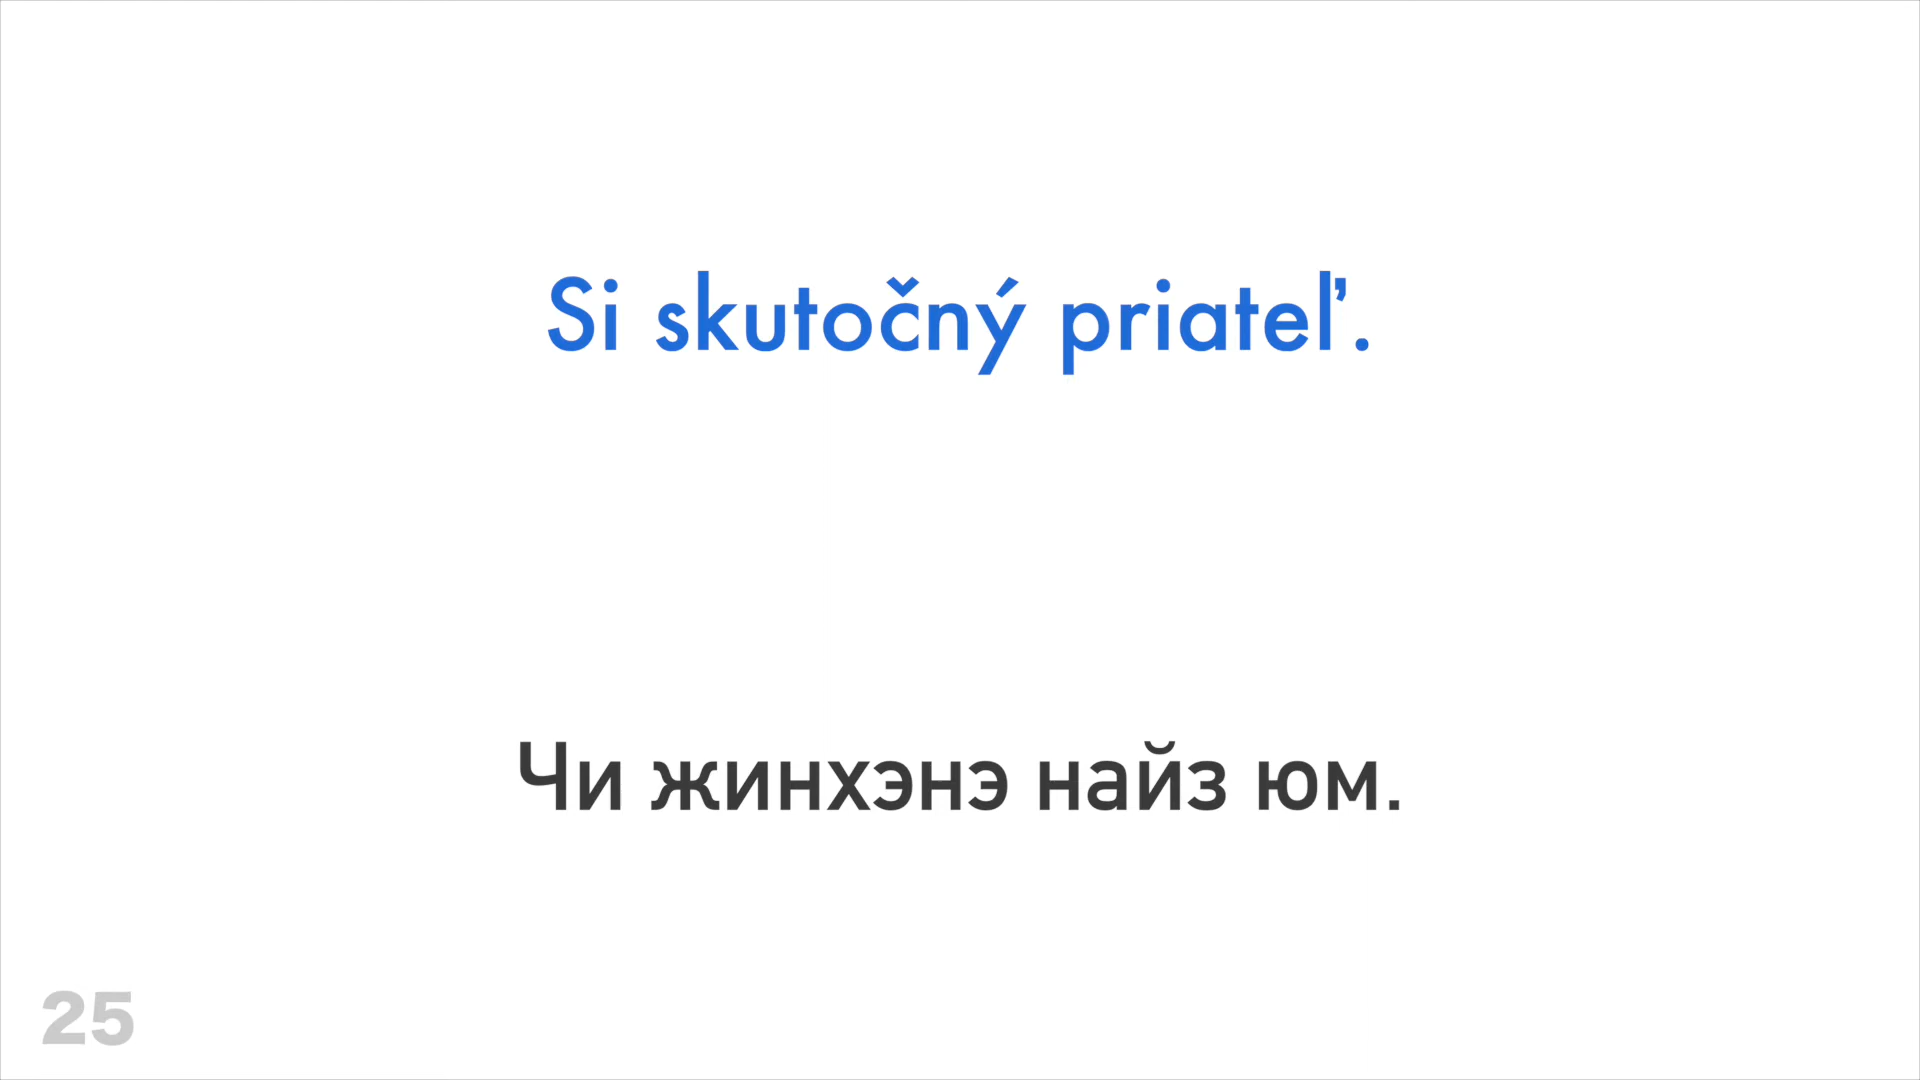 Si skutočný priateľ.
Чи жинхэнэ найз юм.
25